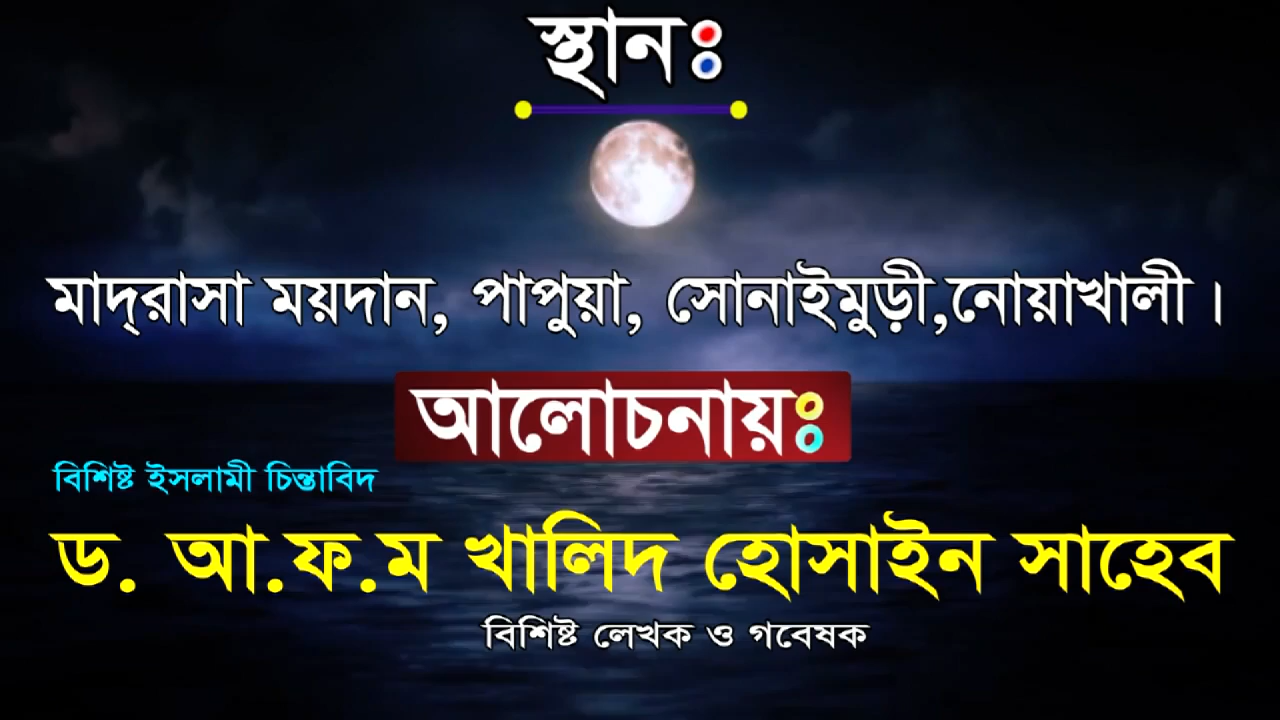 স্থানঃ
মাদ্‌রাসা ময়দান, পাপুয়া, সোনাইমুড়ী,নোয়াখালী।
আলোচনায়ঃ
বিশিষ্ট ইসলামী চিন্তাবিদ
ড. আ.ফ.ম খালিদ হোসাইন সাহেব
বিশিষ্ট লেখক ও গবেষক